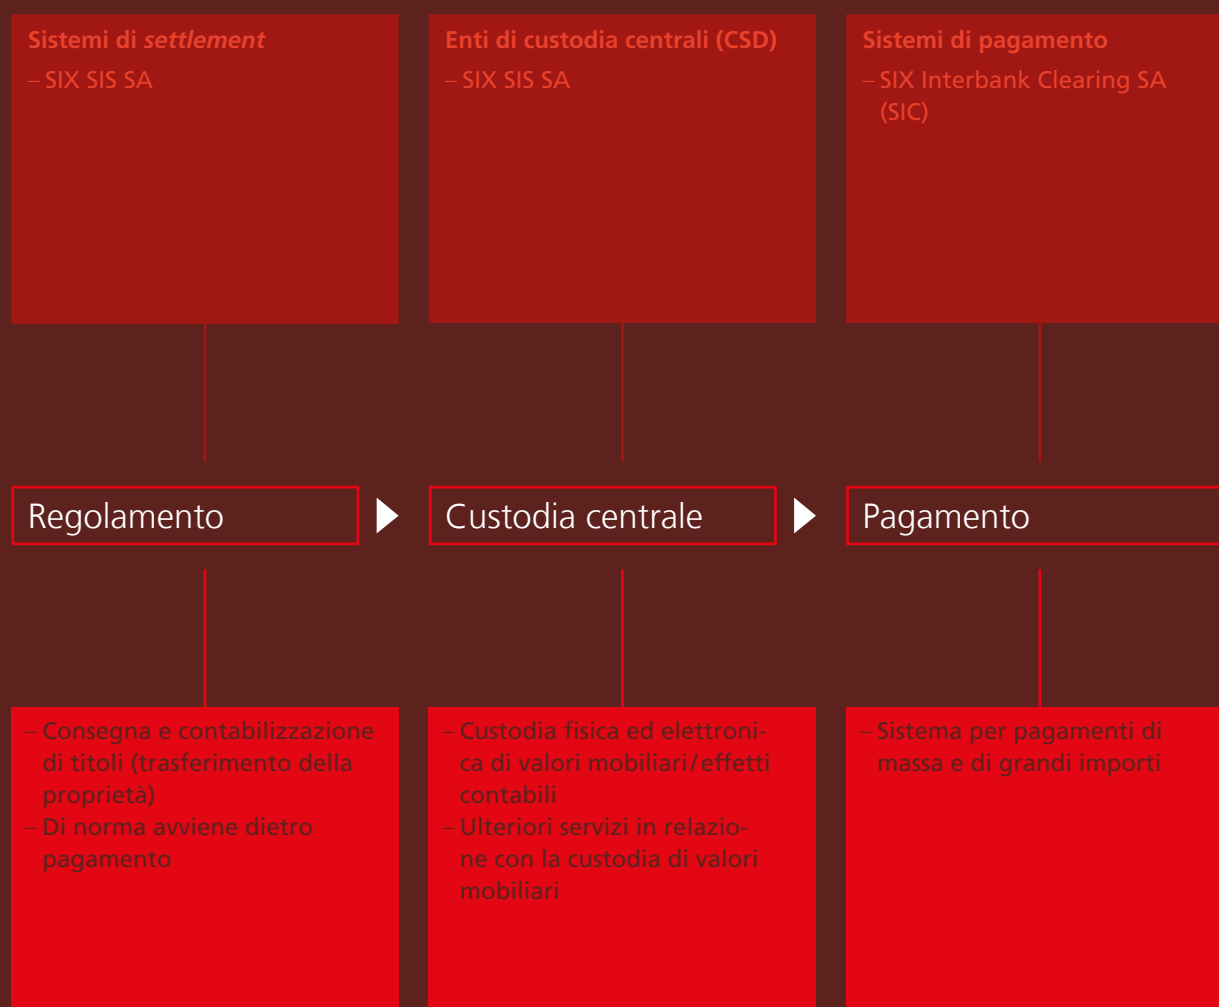 Sistemi di settlement
– SIX SIS SA
Enti di custodia centrali (CSD)
– SIX SIS SA
Sistemi di pagamento
– SIX Interbank Clearing SA
(SIC)
Regolamento
Custodia centrale
Pagamento
– Consegna e contabilizzazione
di titoli (trasferimento della
proprietà)
– Di norma avviene dietro
pagamento
– Custodia fisica ed elettroni-
ca di valori mobiliari/effetti
contabili
– Ulteriori servizi in relazio-
ne con la custodia di valori
mobiliari
– Sistema per pagamenti di
massa e di grandi importi